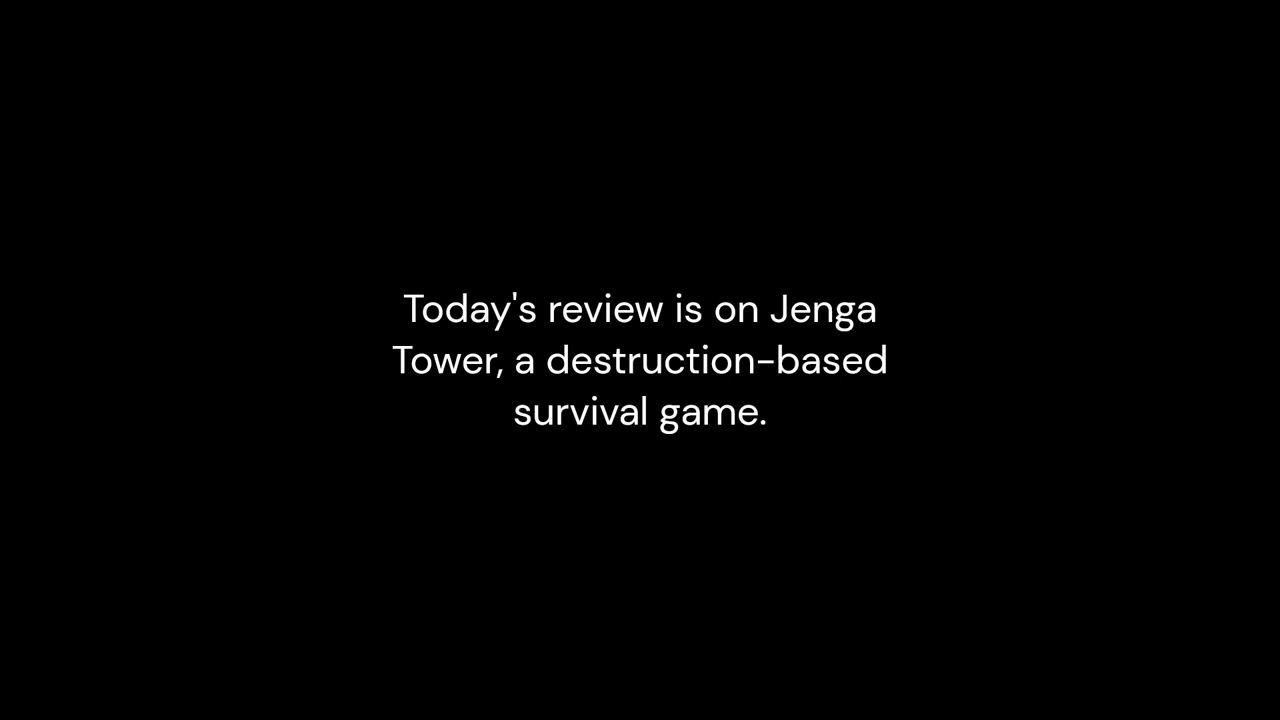 Today's review is on Jenga
Tower, a destruction-based
survival game.